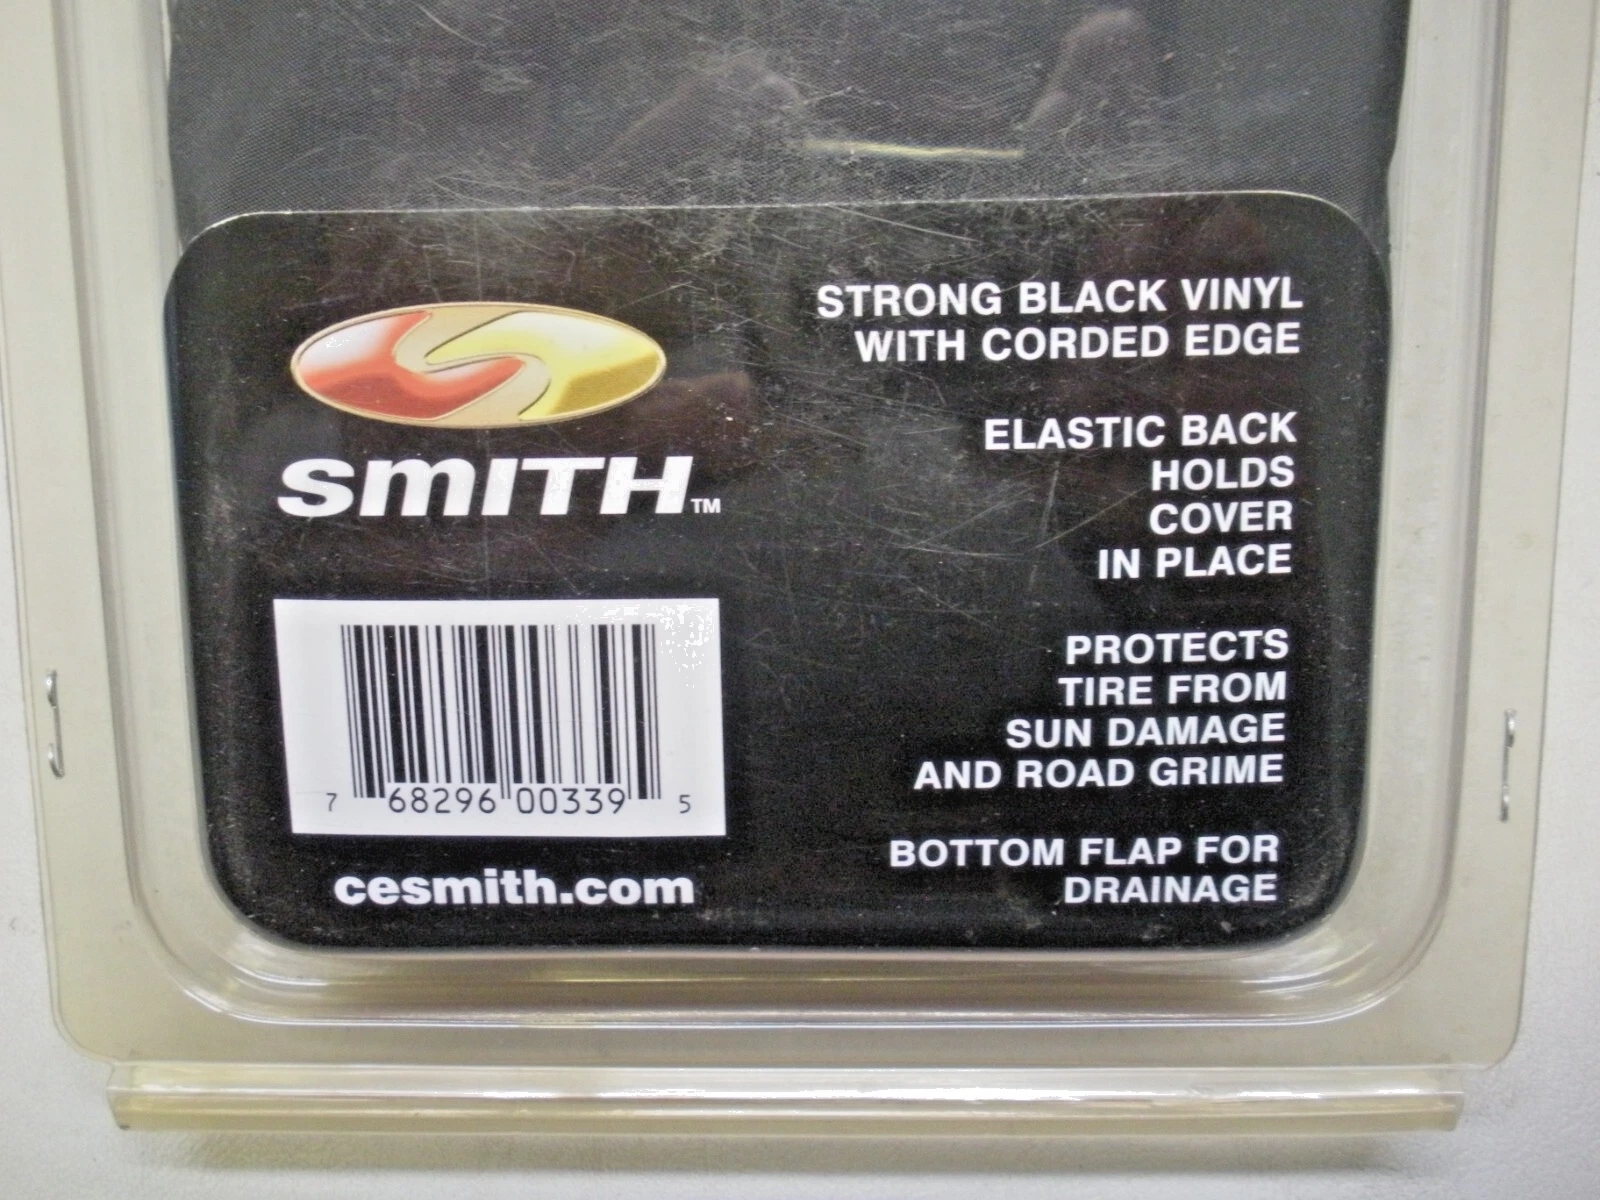 SMITH™
7 68296 00339 5
cesmith.com
STRONG BLACK VINYL
WITH CORDED EDGE
ELASTIC BACK
HOLDS
COVER
IN PLACE
PROTECTS
TIRE FROM
SUN DAMAGE
AND ROAD GRIME
BOTTOM FLAP FOR
DRAINAGE